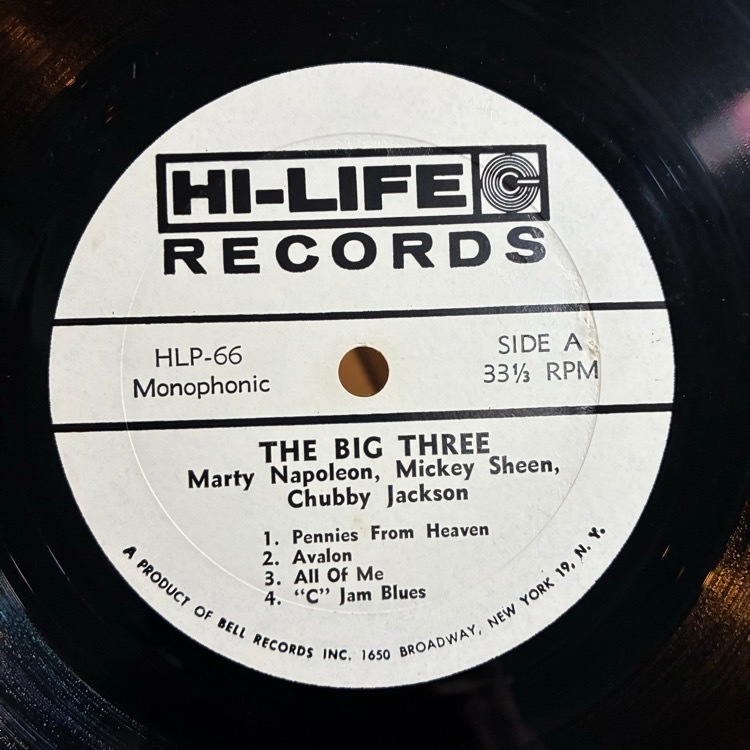 HI-LIFE
RECORDS
HLP-66
Monophonic
SIDE A
33⅓ RPM
THE BIG THREE
Marty Napoleon, Mickey Sheen,
Chubby Jackson
1. Pennies From Heaven
2. Avalon
3. All Of Me
4. "C" Jam Blues
A PRODUCT OF BELL RECORDS INC. 1650 BROADWAY, NEW YORK 19, N. Y.